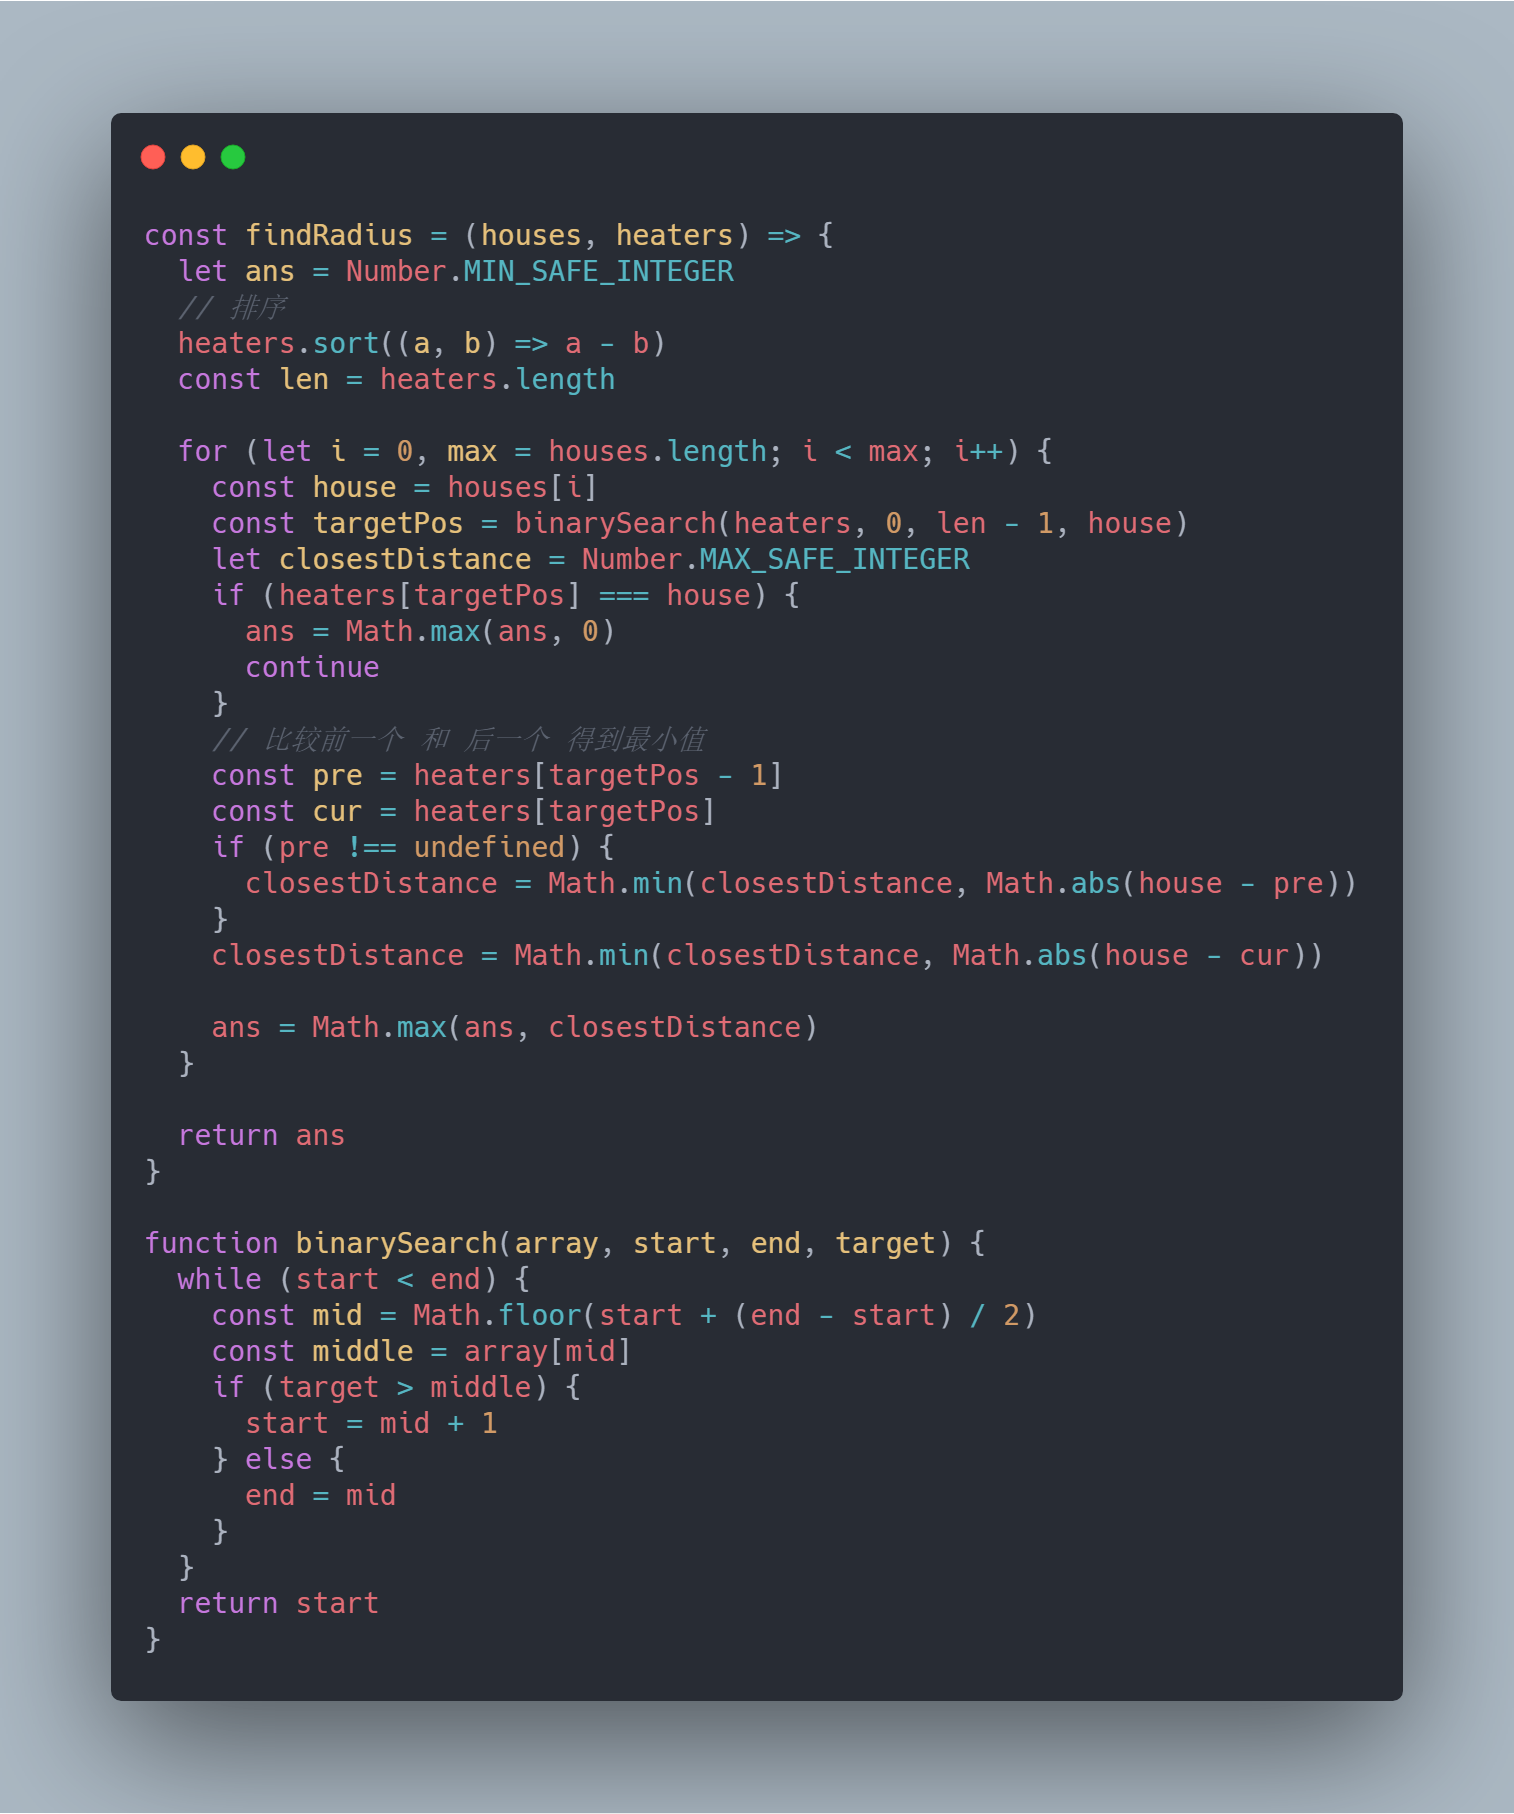 const findRadius = (houses, heaters) => {
  let ans = Number.MIN_SAFE_INTEGER
  // 排序
  heaters.sort((a, b) => a - b)
  const len = heaters.length

  for (let i = 0, max = houses.length; i < max; i++) {
    const house = houses[i]
    const targetPos = binarySearch(heaters, 0, len - 1, house)
    let closestDistance = Number.MAX_SAFE_INTEGER
    if (heaters[targetPos] === house) {
      ans = Math.max(ans, 0)
      continue
    }
    // 比较前一个 和 后一个 得到最小值
    const pre = heaters[targetPos - 1]
    const cur = heaters[targetPos]
    if (pre !== undefined) {
      closestDistance = Math.min(closestDistance, Math.abs(house - pre))
    }
    closestDistance = Math.min(closestDistance, Math.abs(house - cur))

    ans = Math.max(ans, closestDistance)
  }

  return ans
}

function binarySearch(array, start, end, target) {
  while (start < end) {
    const mid = Math.floor(start + (end - start) / 2)
    const middle = array[mid]
    if (target > middle) {
      start = mid + 1
    } else {
      end = mid
    }
  }
  return start
}